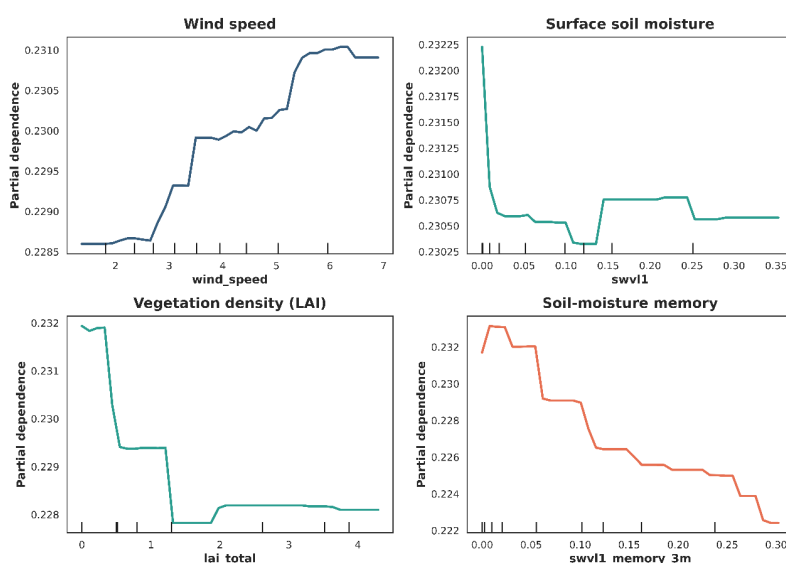 Wind speed
Partial dependence
0.2310
0.2305
0.2300
0.2295
0.2290
0.2285
2 3 4 5 6 7
wind_speed
Surface soil moisture
Partial dependence
0.23225
0.23200
0.23175
0.23150
0.23125
0.23100
0.23075
0.23050
0.23025
0.00 0.05 0.10 0.15 0.20 0.25 0.30 0.35
swvl1
Vegetation density (LAI)
Partial dependence
0.232
0.231
0.230
0.229
0.228
0 1 2 3 4
lai_total
Soil-moisture memory
Partial dependence
0.232
0.230
0.228
0.226
0.224
0.222
0.00 0.05 0.10 0.15 0.20 0.25 0.30
swvl1_memory_3m